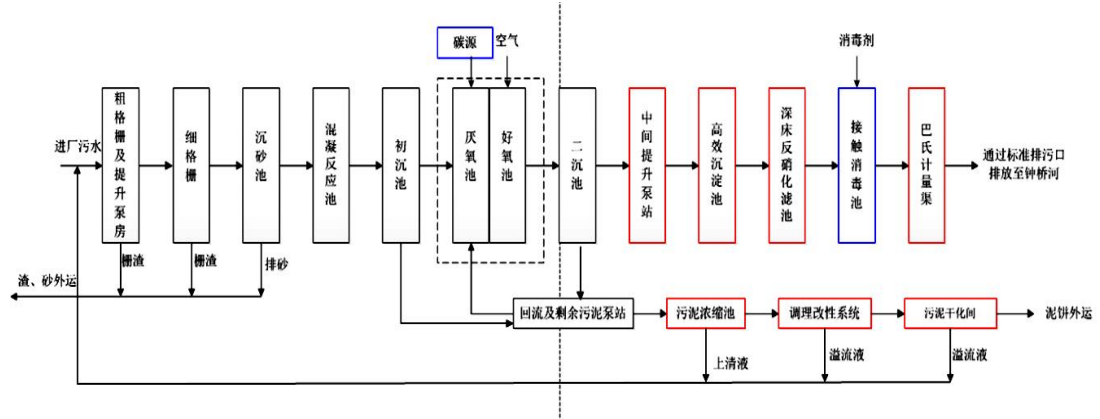 碳源
空气
消毒剂
进厂污水
粗格栅及提升泵房
细格栅
沉砂池
混凝反应池
初沉池
厌氧池
好氧池
二沉池
中间提升泵站
高效沉淀池
深床反硝化滤池
接触消毒池
巴氏计量渠
通过标准排污口
排放至钟桥河
栅渣
栅渣
排砂
渣、砂外运
回流及剩余污泥泵站
污泥浓缩池
调理改性系统
污泥干化间
泥饼外运
上清液
溢流液
溢流液